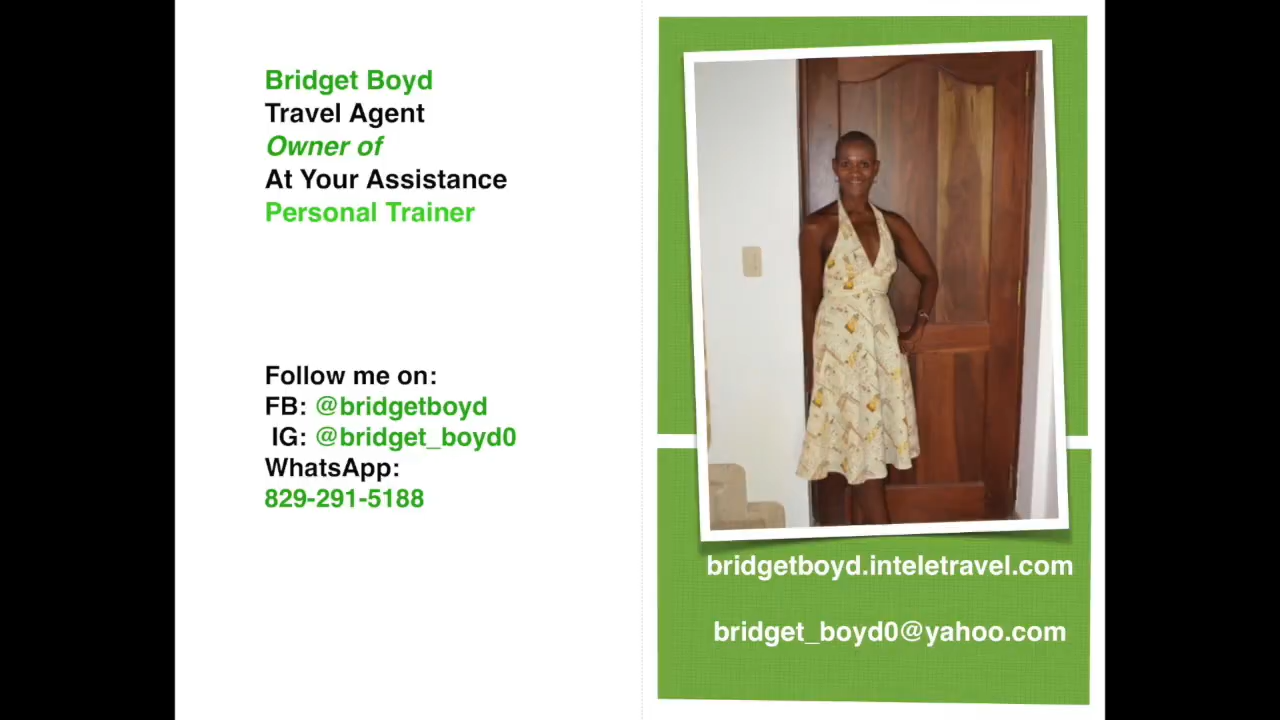 Bridget Boyd
Travel Agent
Owner of
At Your Assistance
Personal Trainer
Follow me on:
FB: @bridgetboyd
IG: @bridget_boyd0
WhatsApp:
829-291-5188
bridgetboyd.inteletravel.com
bridget_boyd0@yahoo.com